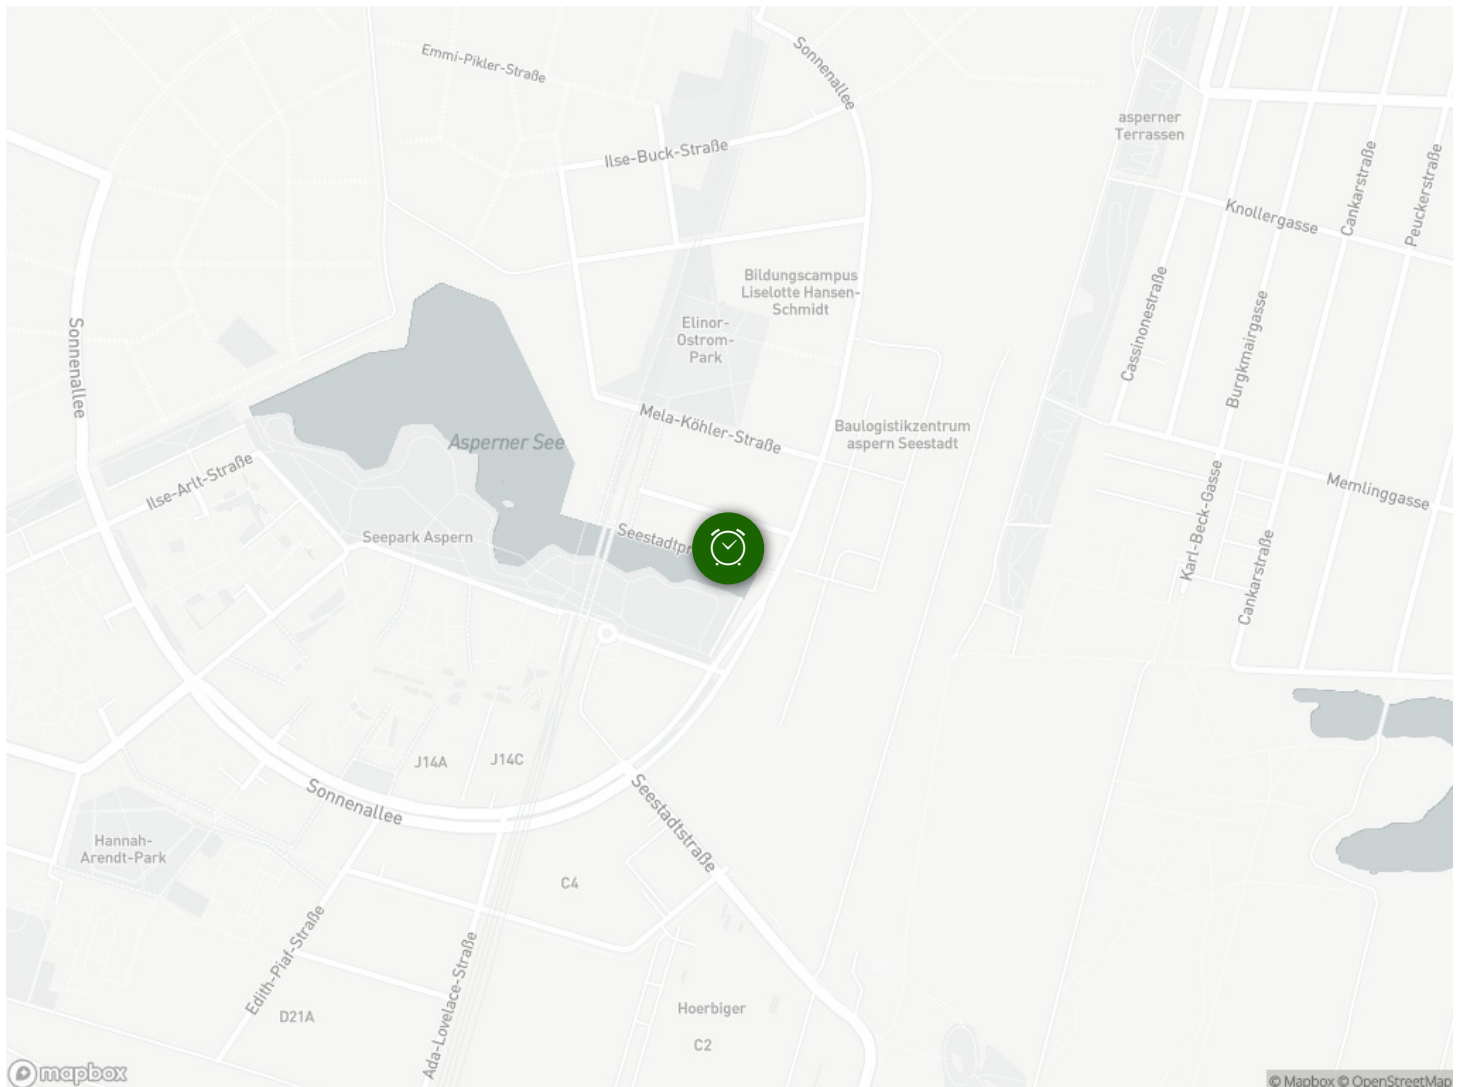 Emmi-Pikler-Straße
Sonnenallee
Ilse-Buck-Straße
asperner
Terrassen
Cankarstraße
Peuckerstraße
Knollergasse
Bildungscampus
Liselotte Hansen-
Schmidt
Cassinonestraße
Burgkmairgasse
Sonnenallee
Elinor-
Ostrom-
Park
Mela-Köhler-Straße
Baulogistikzentrum
aspern Seestadt
Asperner See
Ilse-Arlt-Straße
Memlinggasse
Karl-Beck-Gasse
Seepark Aspern
Seestadtpr
Cankarstraße
J14A
J14C
Sonnenallee
Seestadtstraße
Hannah-
Arendt-Park
C4
Edith-Piaf-Straße
Ada-Lovelace-Straße
D21A
Hoerbiger
C2
mapbox
© Mapbox © OpenStreetMap